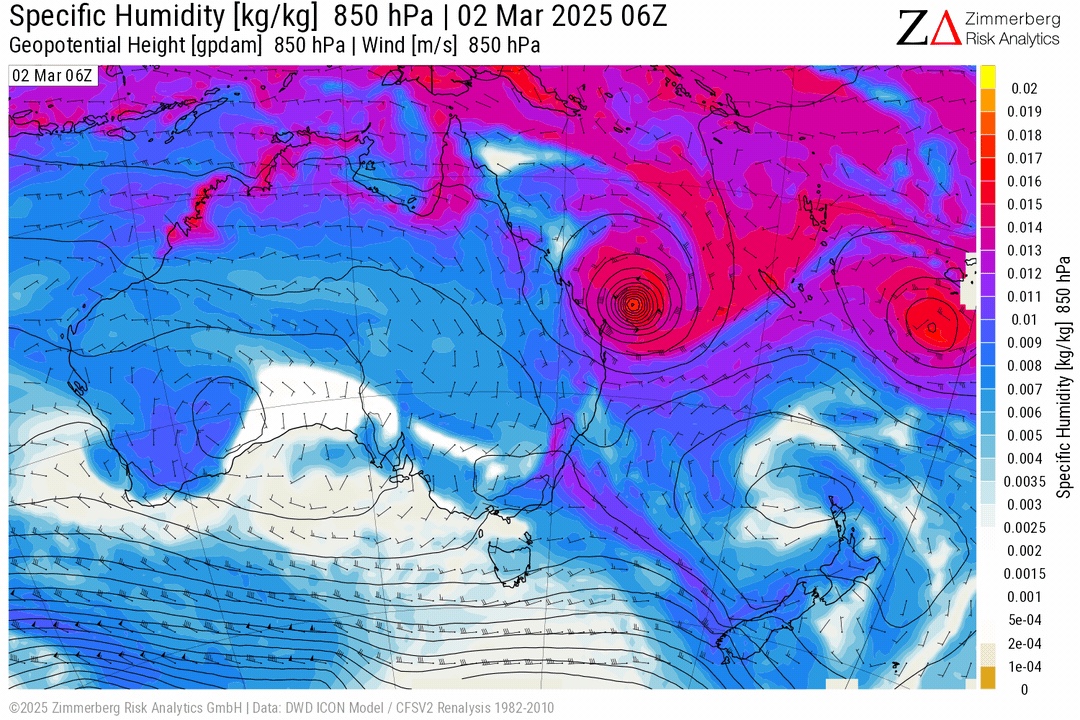 Specific Humidity [kg/kg]  850 hPa | 02 Mar 2025 06Z
Geopotential Height [gpdam]  850 hPa | Wind [m/s]  850 hPa
ZΔ Zimmerberg
Risk Analytics
02 Mar 06Z
0.02
0.019
0.018
0.017
0.016
0.015
0.014
0.013
0.012
0.011
0.01
0.009
0.008
0.007
0.006
0.005
0.004
0.0035
0.003
0.0025
0.002
0.0015
0.001
5e-04
2e-04
1e-04
0
Specific Humidity [kg/kg]  850 hPa
©2025 Zimmerberg Risk Analytics GmbH | Data: DWD ICON Model / CFSV2 Renalysis 1982-2010